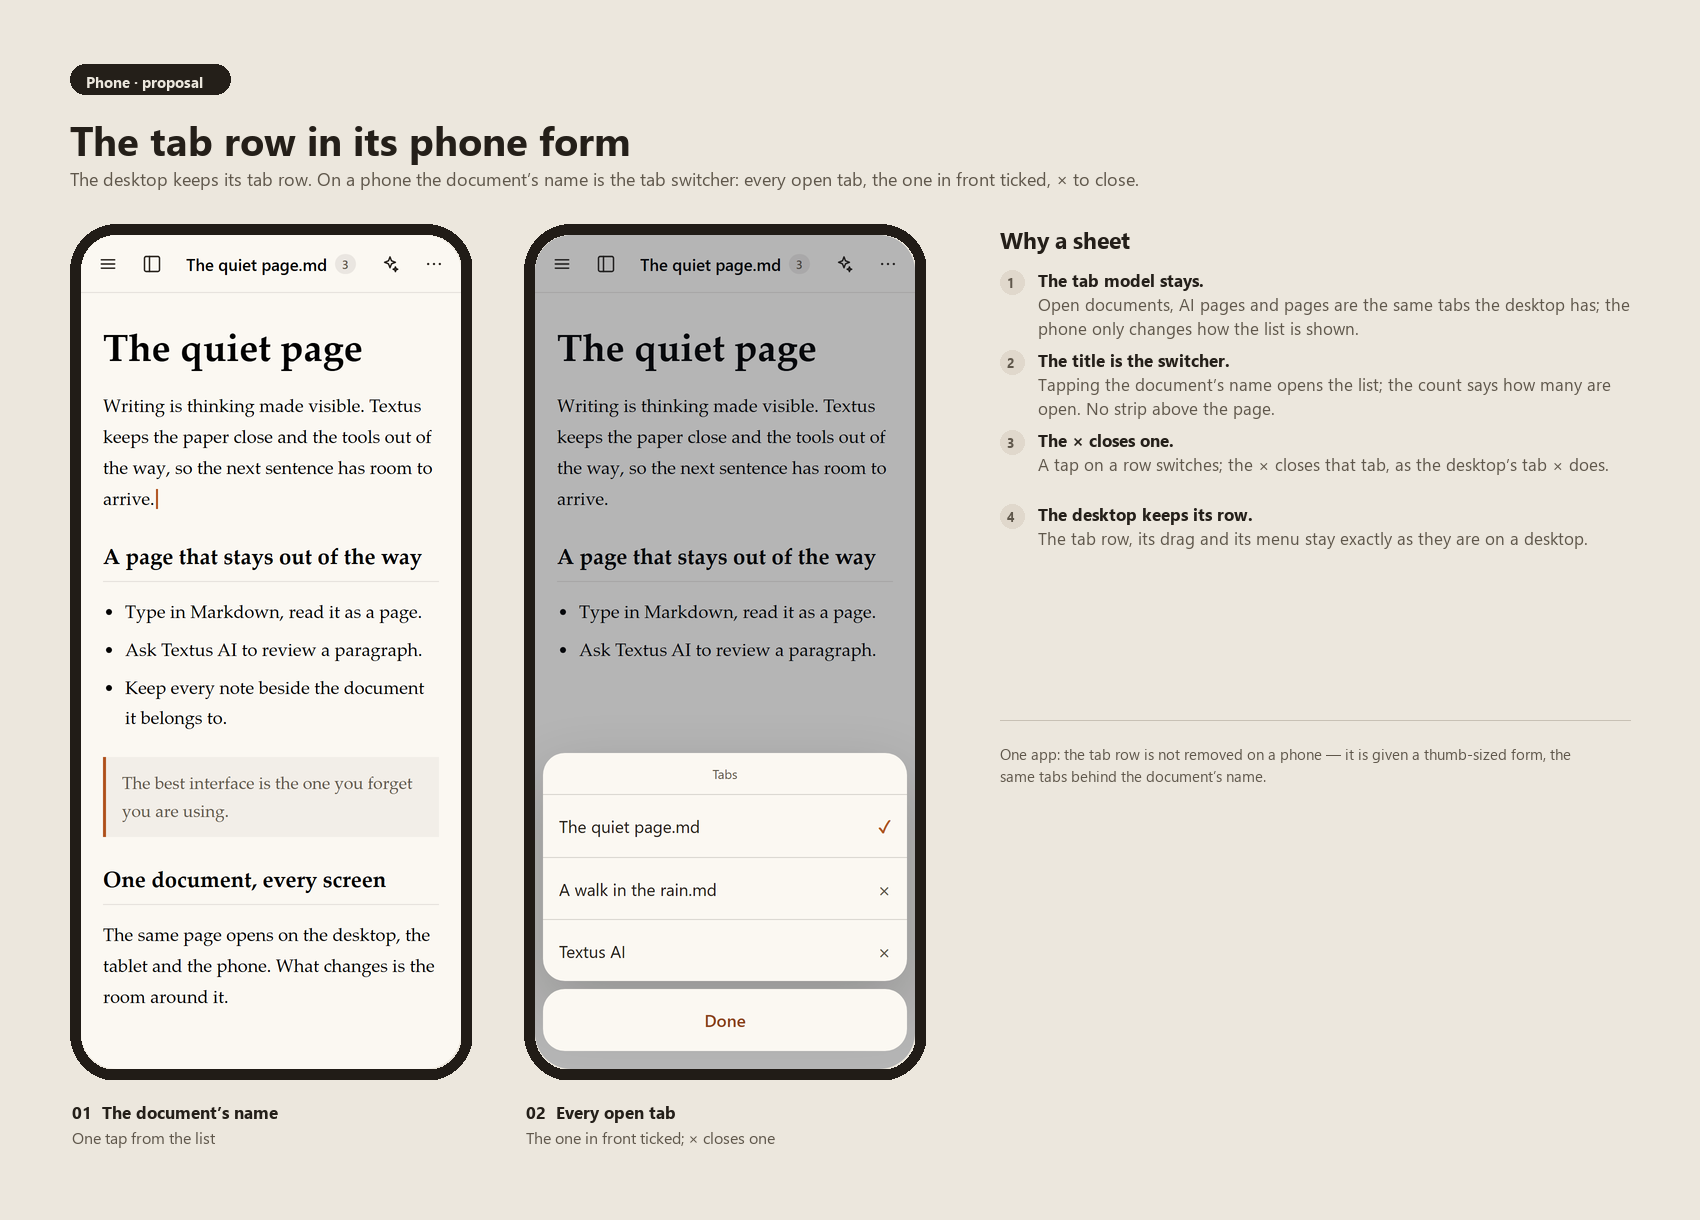 Phone · proposal
The tab row in its phone form
The desktop keeps its tab row. On a phone the document’s name is the tab switcher: every open tab, the one in front ticked, × to close.
The quiet page.md 3
The quiet page
Writing is thinking made visible. Textus
keeps the paper close and the tools out of
the way, so the next sentence has room to
arrive.
A page that stays out of the way
• Type in Markdown, read it as a page.
• Ask Textus AI to review a paragraph.
• Keep every note beside the document
it belongs to.
The best interface is the one you forget
you are using.
One document, every screen
The same page opens on the desktop, the
tablet and the phone. What changes is the
room around it.
01 The document’s name
One tap from the list
The quiet page.md 3
The quiet page
Writing is thinking made visible. Textus
keeps the paper close and the tools out of
the way, so the next sentence has room to
arrive.
A page that stays out of the way
• Type in Markdown, read it as a page.
• Ask Textus AI to review a paragraph.
Tabs
The quiet page.md ✓
A walk in the rain.md ×
Textus AI ×
Done
02 Every open tab
The one in front ticked; × closes one
Why a sheet
1 The tab model stays.
Open documents, AI pages and pages are the same tabs the desktop has; the
phone only changes how the list is shown.
2 The title is the switcher.
Tapping the document’s name opens the list; the count says how many are
open. No strip above the page.
3 The × closes one.
A tap on a row switches; the × closes that tab, as the desktop’s tab × does.
4 The desktop keeps its row.
The tab row, its drag and its menu stay exactly as they are on a desktop.
One app: the tab row is not removed on a phone — it is given a thumb-sized form, the
same tabs behind the document’s name.